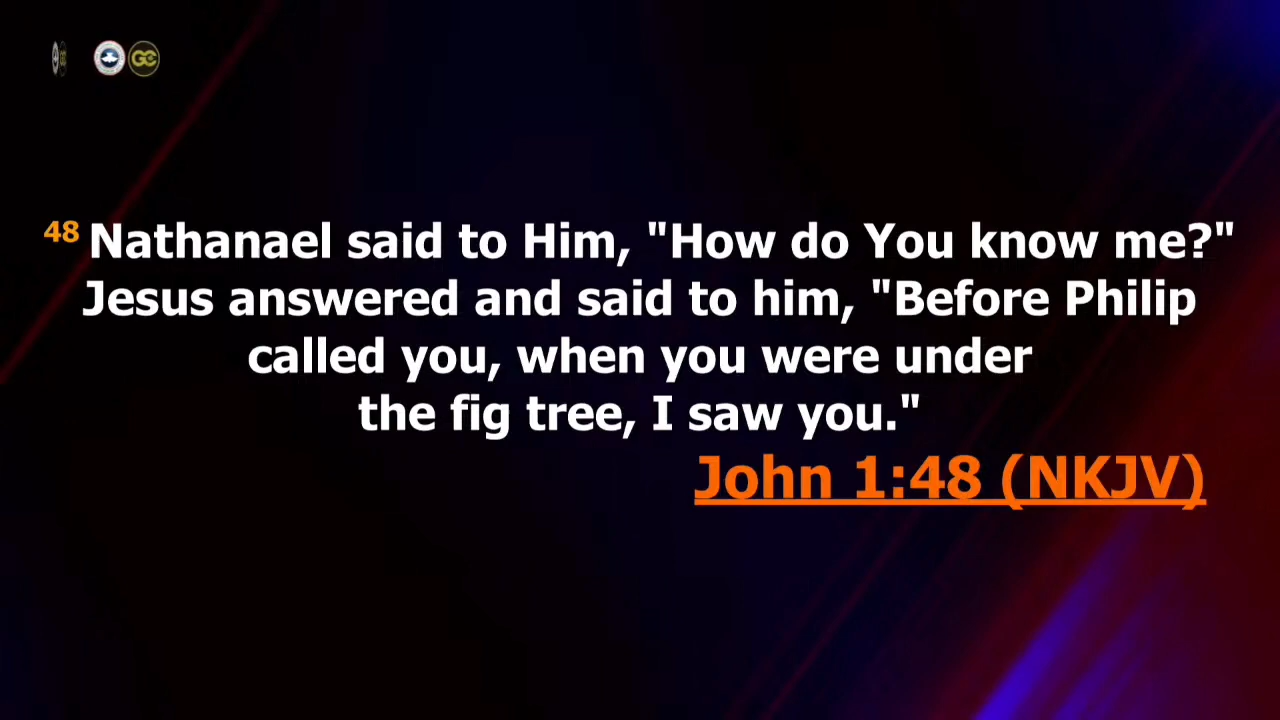 GC
48 Nathanael said to Him, "How do You know me?"
Jesus answered and said to him, "Before Philip
called you, when you were under
the fig tree, I saw you."
John 1:48 (NKJV)